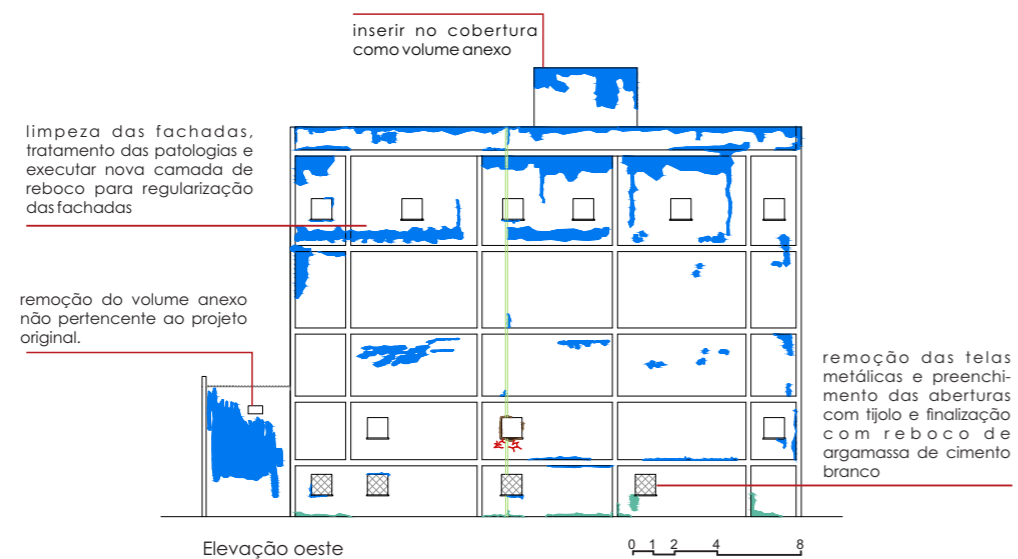 inserir no cobertura
como volume anexo
limpeza das fachadas,
tratamento das patologias e
executar nova camada de
reboco para regularização
das fachadas
remoção do volume anexo
não pertencente ao projeto
original.
remoção das telas
metálicas e preenchi-
mento das aberturas
com tijolo e finalização
com reboco de
argamassa de cimento
branco
Elevação oeste
0 1 2 4 8